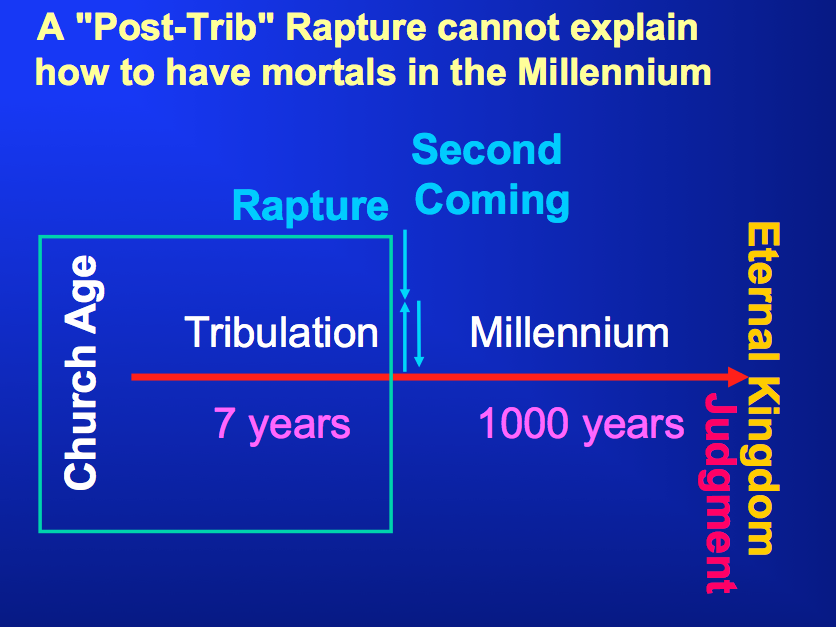 A "Post-Trib" Rapture cannot explain
how to have mortals in the Millennium
Second
Coming
Rapture
Church Age
Tribulation
Millennium
7 years
1000 years
Judgment
Eternal Kingdom